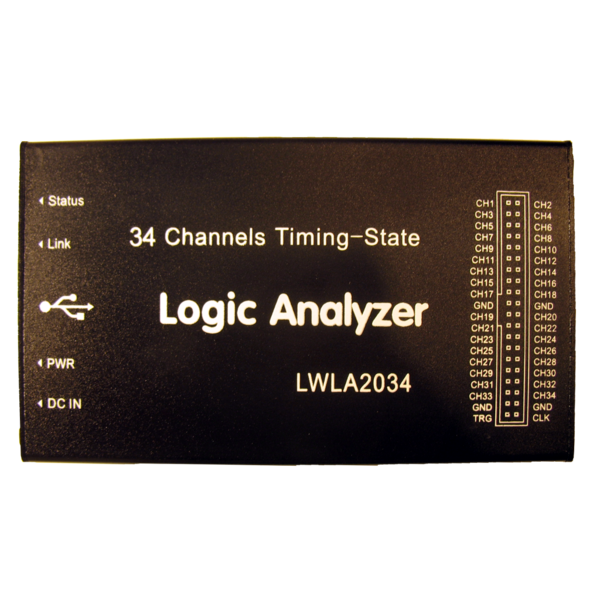 Status
Link
PWR
DC IN
34 Channels Timing-State
Logic Analyzer
LWLA2034
CH1 CH2
CH3 CH4
CH5 CH6
CH7 CH8
CH9 CH10
CH11 CH12
CH13 CH14
CH15 CH16
CH17 CH18
GND GND
CH19 CH20
CH21 CH22
CH23 CH24
CH25 CH26
CH27 CH28
CH29 CH30
CH31 CH32
CH33 CH34
GND GND
TRG CLK